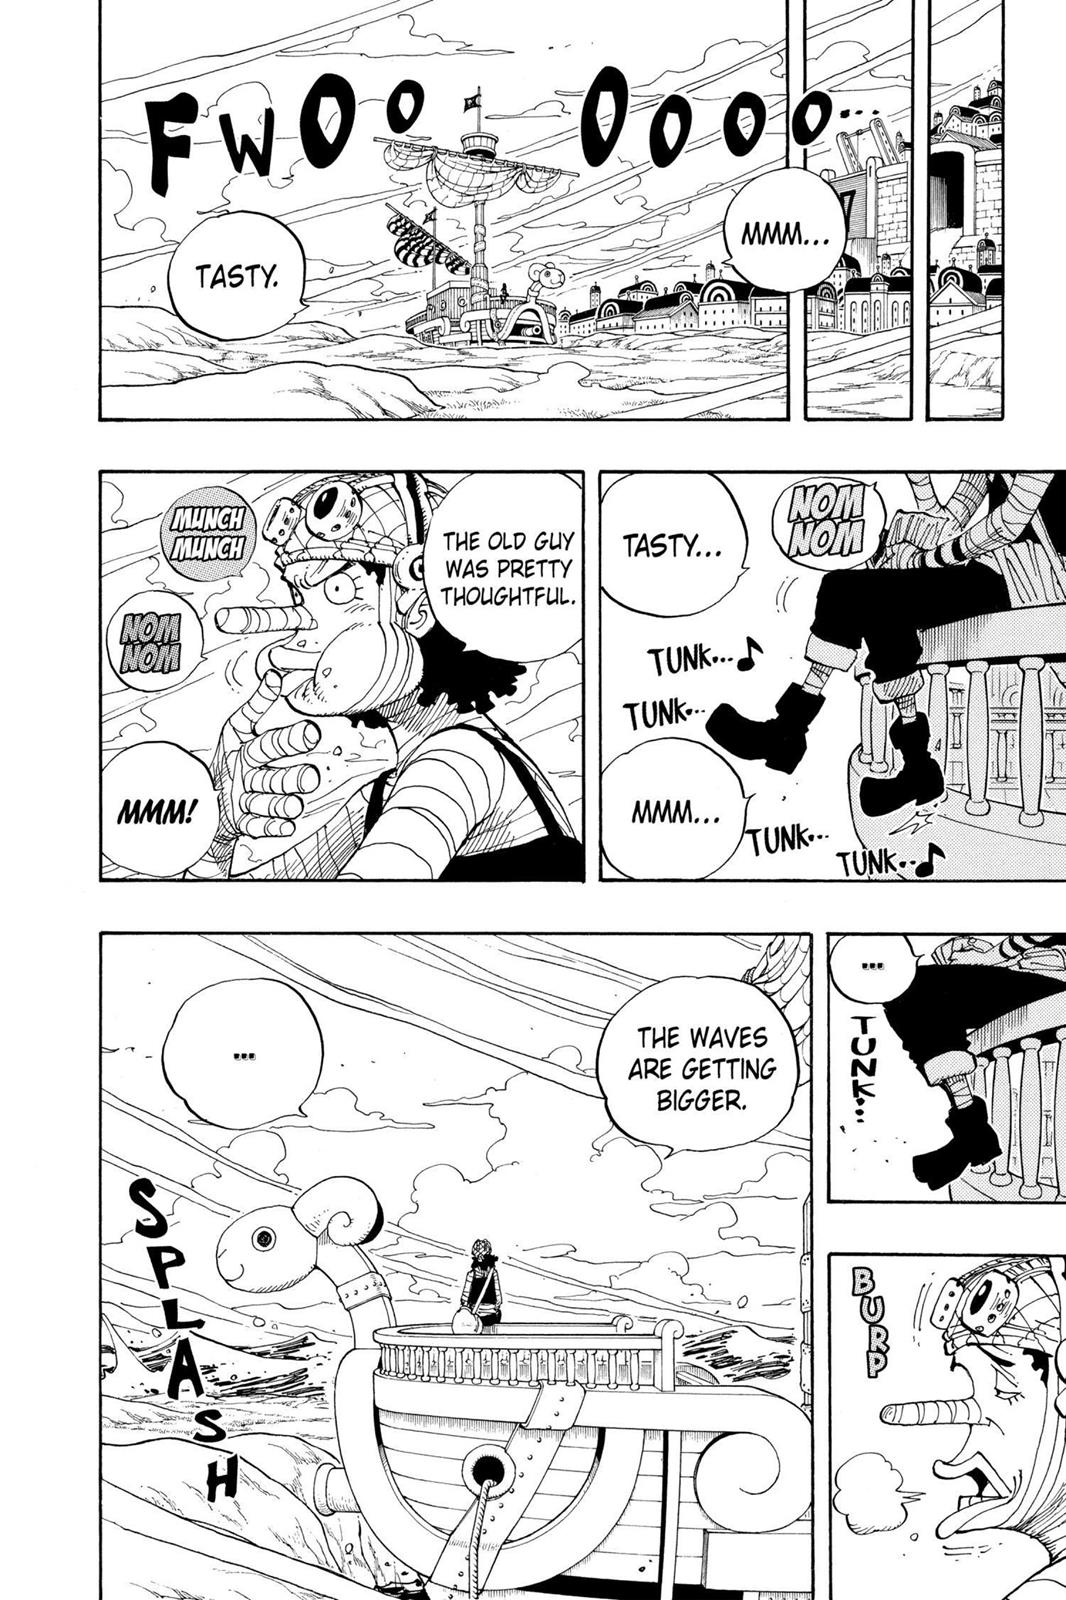 FWOO OOOO...
MMM...
TASTY.
TASTY...
NOM
NOM
TUNK...♪
TUNK...
MMM...
TUNK...
TUNK...♪
THE OLD GUY
WAS PRETTY
THOUGHTFUL.
MUNCH
MUNCH
NOM
NOM
MMM!
...
TUNK...
BURP
THE WAVES
ARE GETTING
BIGGER.
...
SPLASH